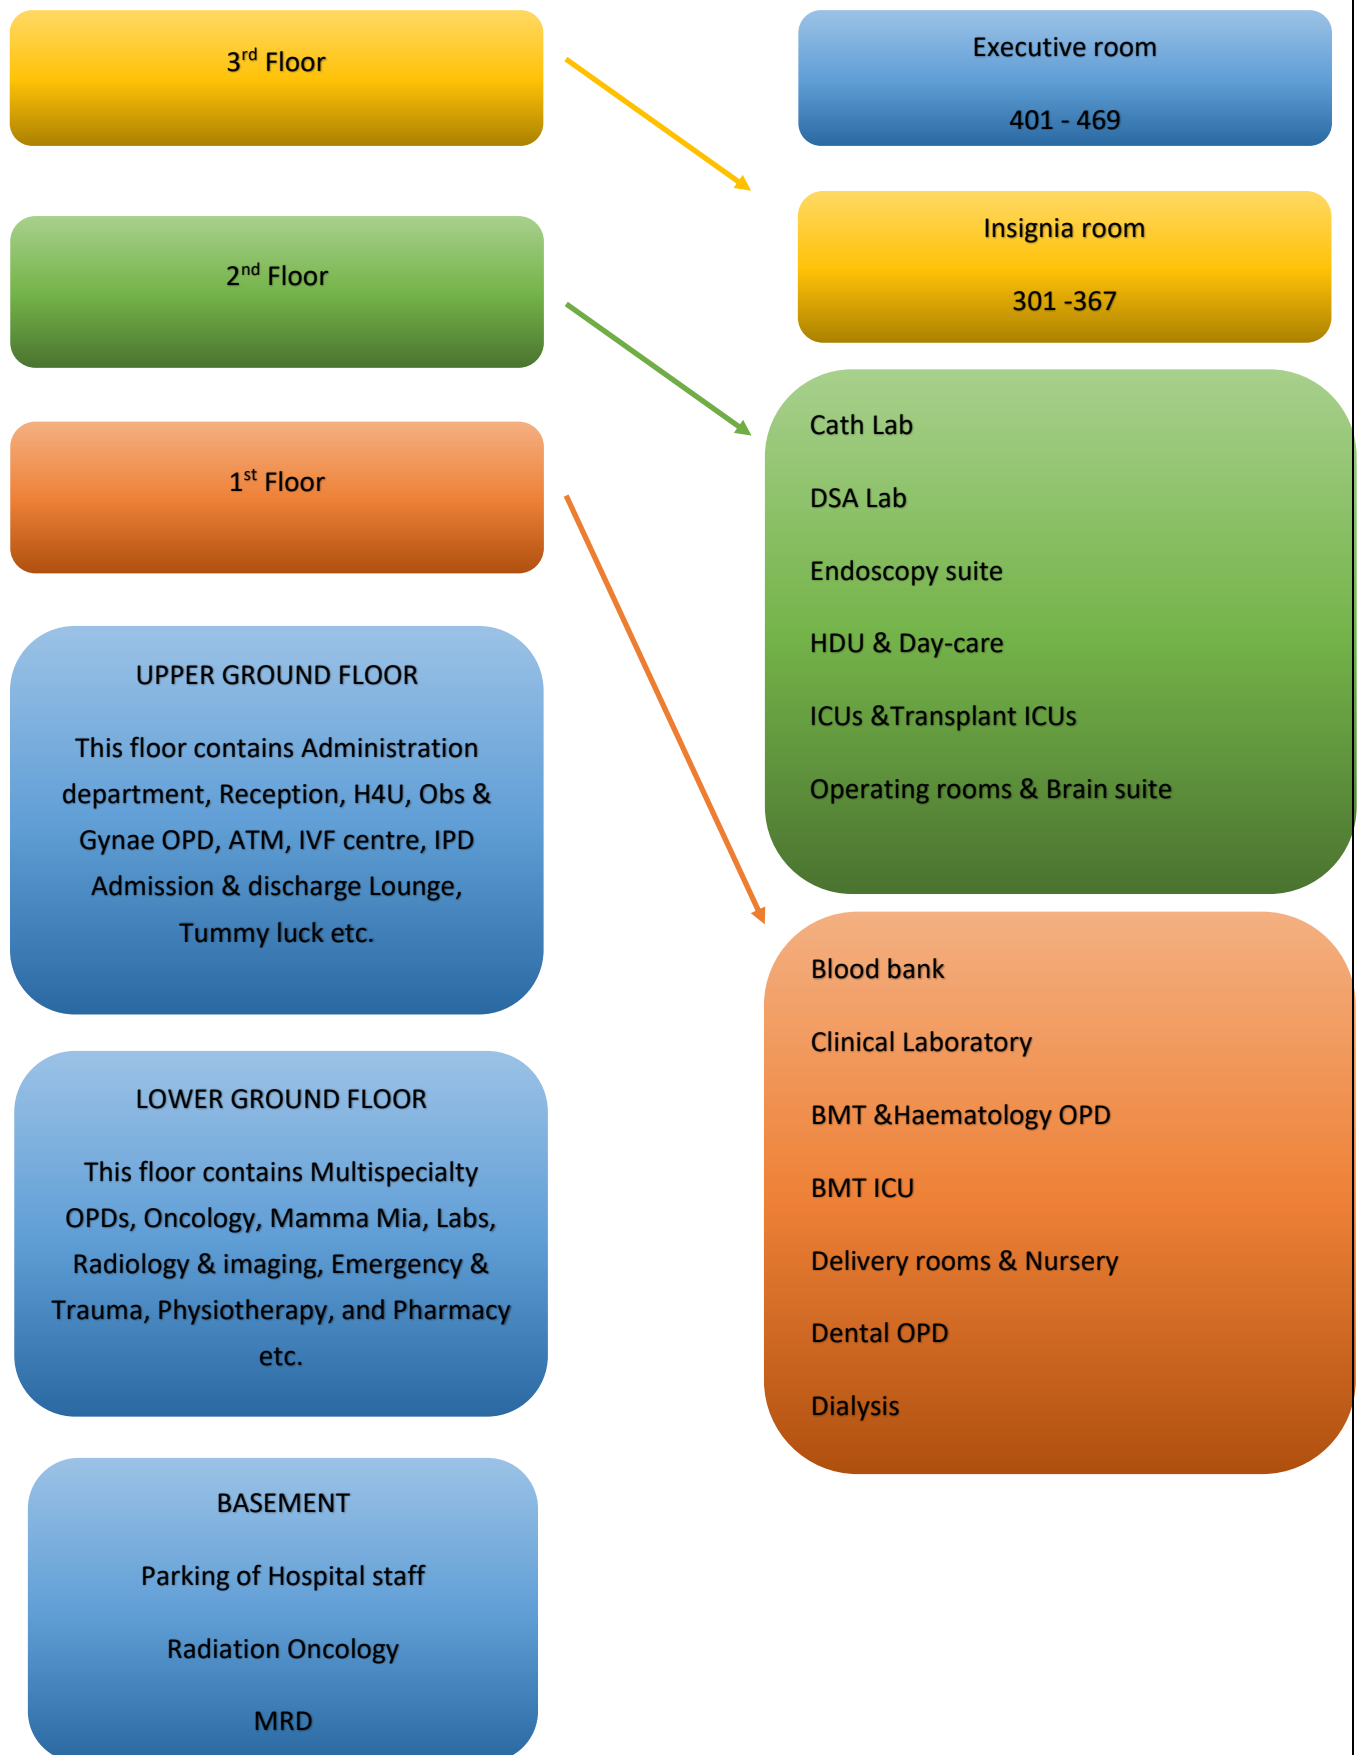 3rd Floor
2nd Floor
1st Floor
UPPER GROUND FLOOR
This floor contains Administration
department, Reception, H4U, Obs &
Gynae OPD, ATM, IVF centre, IPD
Admission & discharge Lounge,
Tummy luck etc.
LOWER GROUND FLOOR
This floor contains Multispecialty
OPDs, Oncology, Mamma Mia, Labs,
Radiology & imaging, Emergency &
Trauma, Physiotherapy, and Pharmacy
etc.
BASEMENT
Parking of Hospital staff
Radiation Oncology
MRD
Executive room
401 - 469
Insignia room
301 -367
Cath Lab
DSA Lab
Endoscopy suite
HDU & Day-care
ICUs &Transplant ICUs
Operating rooms & Brain suite
Blood bank
Clinical Laboratory
BMT &Haematology OPD
BMT ICU
Delivery rooms & Nursery
Dental OPD
Dialysis